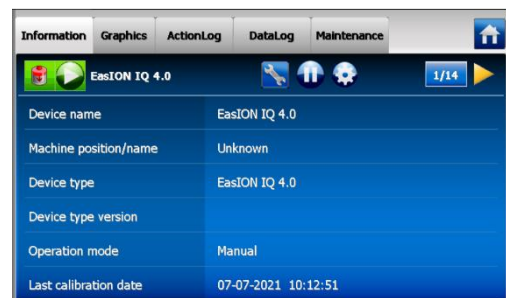 Information Graphics ActionLog DataLog Maintenance
EasION IQ 4.0 1/14
Device name EasION IQ 4.0
Machine position/name Unknown
Device type EasION IQ 4.0
Device type version
Operation mode Manual
Last calibration date 07-07-2021 10:12:51